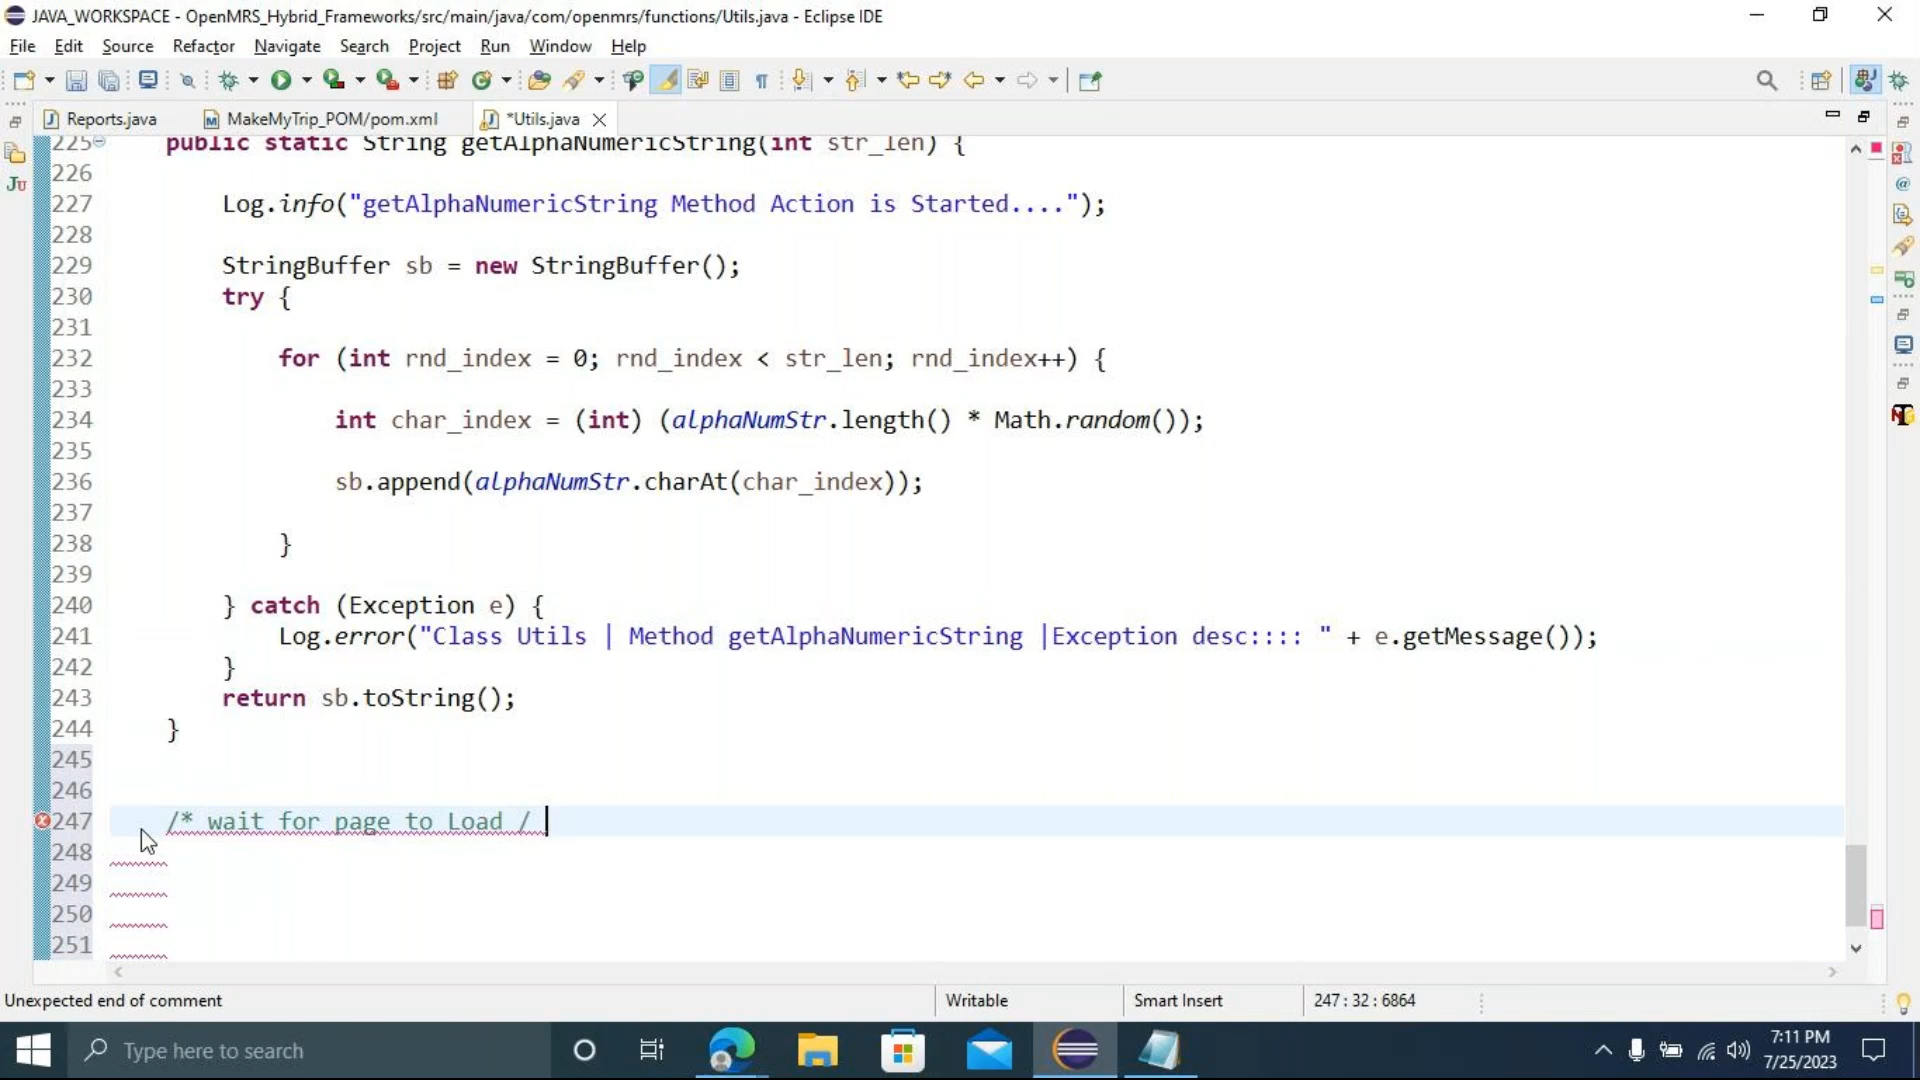 JAVA_WORKSPACE - OpenMRS_Hybrid_Frameworks/src/main/java/com/openmrs/functions/Utils.java - Eclipse IDE
File Edit Source Refactor Navigate Search Project Run Window Help
Reports.java MakeMyTrip_POM/pom.xml *Utils.java
225 public static String getAlphaNumericString(int str_len) {
226
227 Log.info("getAlphaNumericString Method Action is Started....");
228
229 StringBuffer sb = new StringBuffer();
230 try {
231
232 for (int rnd_index = 0; rnd_index < str_len; rnd_index++) {
233
234 int char_index = (int) (alphaNumStr.length() * Math.random());
235
236 sb.append(alphaNumStr.charAt(char_index));
237
238 }
239
240 } catch (Exception e) {
241 Log.error("Class Utils | Method getAlphaNumericString |Exception desc:::: " + e.getMessage());
242 }
243 return sb.toString();
244 }
245
246
247 /* wait for page to Load /
248
249
250
251
Unexpected end of comment Writable Smart Insert 247 : 32 : 6864
Type here to search
7:11 PM
7/25/2023